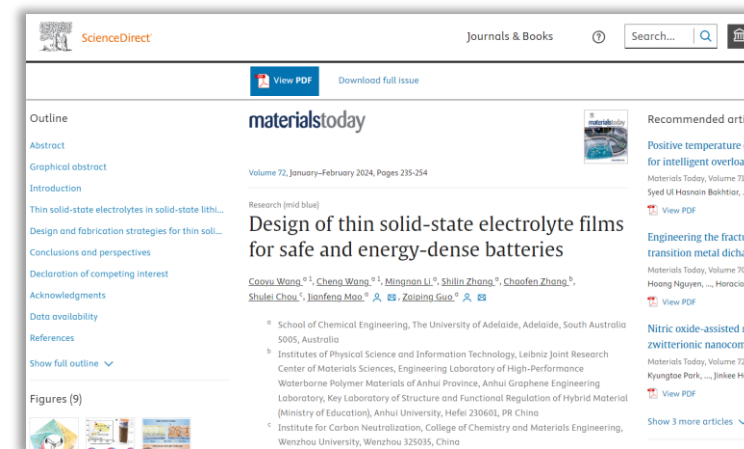 ScienceDirect
Journals & Books
Search...
View PDF
Download full issue
Outline
Abstract
Graphical abstract
Introduction
Thin solid-state electrolytes in solid-state lithi...
Design and fabrication strategies for thin soli...
Conclusions and perspectives
Declaration of competing interest
Acknowledgments
Data availability
References
Show full outline
Figures (9)
materialstoday
Volume 72, January–February 2024, Pages 235-254
Research (mid blue)
Design of thin solid-state electrolyte films
for safe and energy-dense batteries
Caoyu Wang a 1, Cheng Wang a 1, Mingnan Li a, Shilin Zhang a, Chaofen Zhang b,
Shulei Chou c, Jianfeng Mao a, Zaiping Guo a
a School of Chemical Engineering, The University of Adelaide, Adelaide, South Australia
5005, Australia
b Institutes of Physical Science and Information Technology, Leibniz Joint Research
Center of Materials Sciences, Engineering Laboratory of High-Performance
Waterborne Polymer Materials of Anhui Province, Anhui Graphene Engineering
Laboratory, Key Laboratory of Structure and Functional Regulation of Hybrid Material
(Ministry of Education), Anhui University, Hefei 230601, PR China
c Institute for Carbon Neutralization, College of Chemistry and Materials Engineering,
Wenzhou University, Wenzhou 325035, China
materialstoday
Recommended arti
Positive temperature
for intelligent overloa
Materials Today, Volume 71
Syed Ul Hasnain Bakhtiar,
View PDF
Engineering the fractu
transition metal dicha
Materials Today, Volume 70
Hoang Nguyen, ..., Horacio
View PDF
Nitric oxide-assisted
zwitterionic nanocom
Materials Today, Volume 72
Kyungtae Park, ..., Jinkee H
View PDF
Show 3 more articles